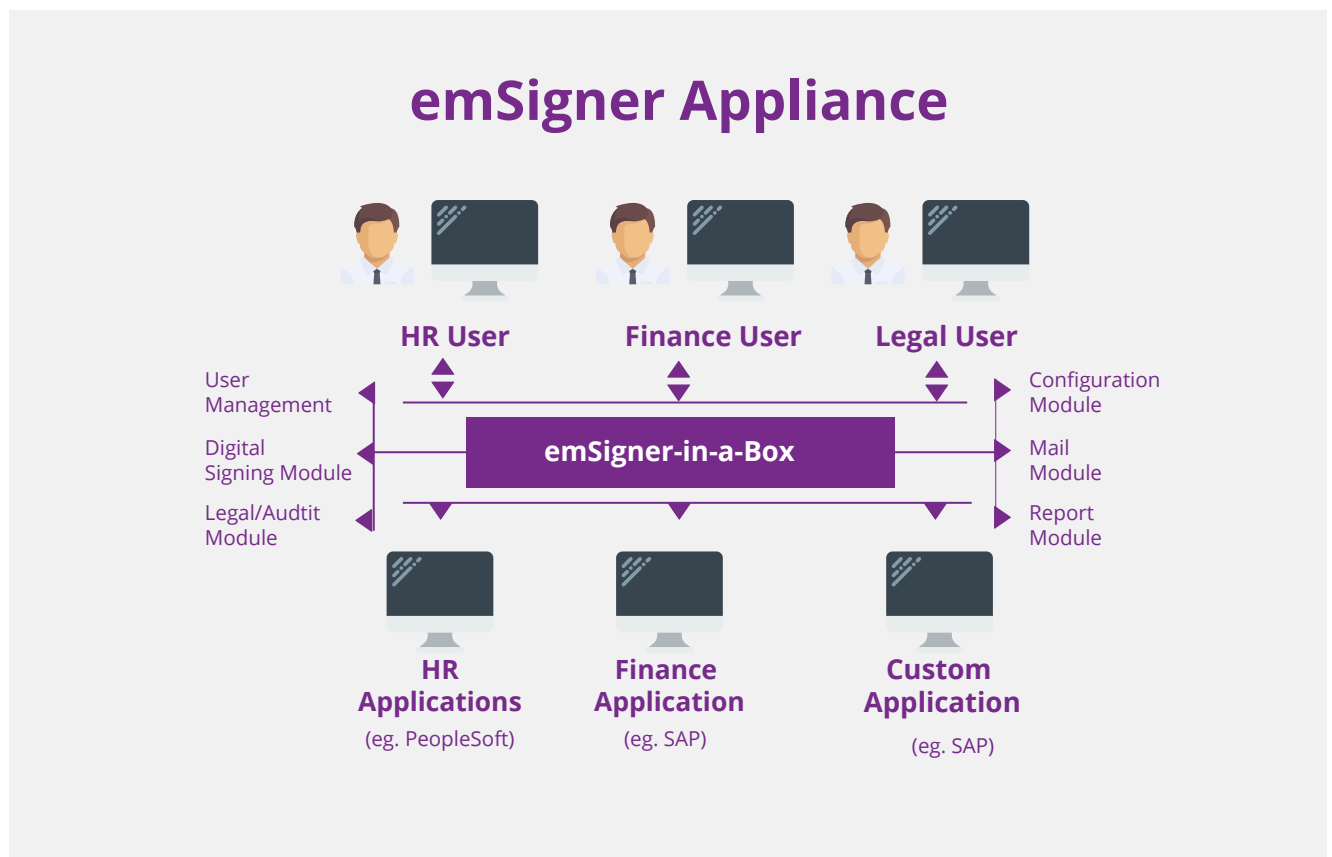 emSigner Appliance
HR User
Finance User
Legal User
User
Management
Digital
Signing Module
Legal/Audtit
Module
emSigner-in-a-Box
Configuration
Module
Mail
Module
Report
Module
HR
Applications
(eg. PeopleSoft)
Finance
Application
(eg. SAP)
Custom
Application
(eg. SAP)